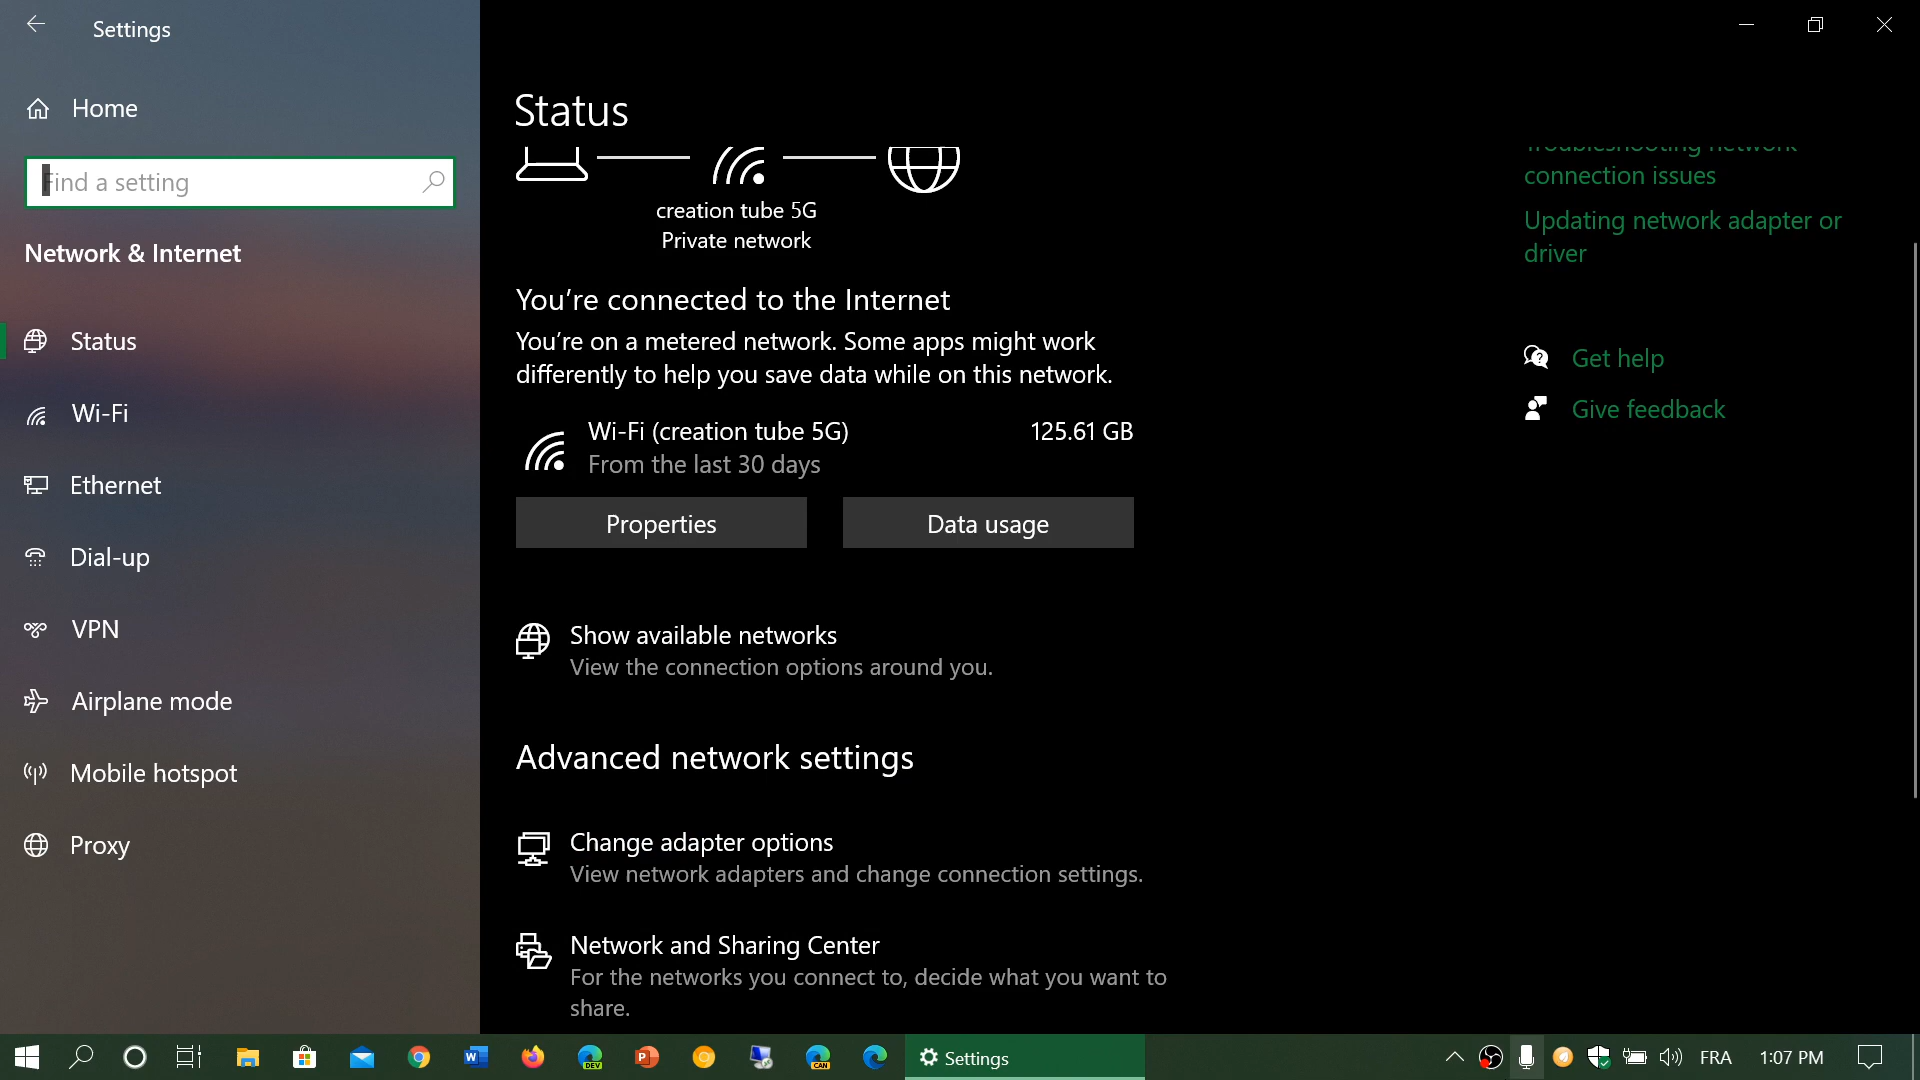 Settings
Home
Find a setting
Network & Internet
Status
Wi-Fi
Ethernet
Dial-up
VPN
Airplane mode
Mobile hotspot
Proxy
Status
creation tube 5G
Private network
You're connected to the Internet
You're on a metered network. Some apps might work
differently to help you save data while on this network.
Wi-Fi (creation tube 5G) 125.61 GB
From the last 30 days
Properties Data usage
Show available networks
View the connection options around you.
Advanced network settings
Change adapter options
View network adapters and change connection settings.
Network and Sharing Center
For the networks you connect to, decide what you want to
share.
Troubleshooting network
connection issues
Updating network adapter or
driver
Get help
Give feedback
W DEV P CAN Settings FRA 1:07 PM